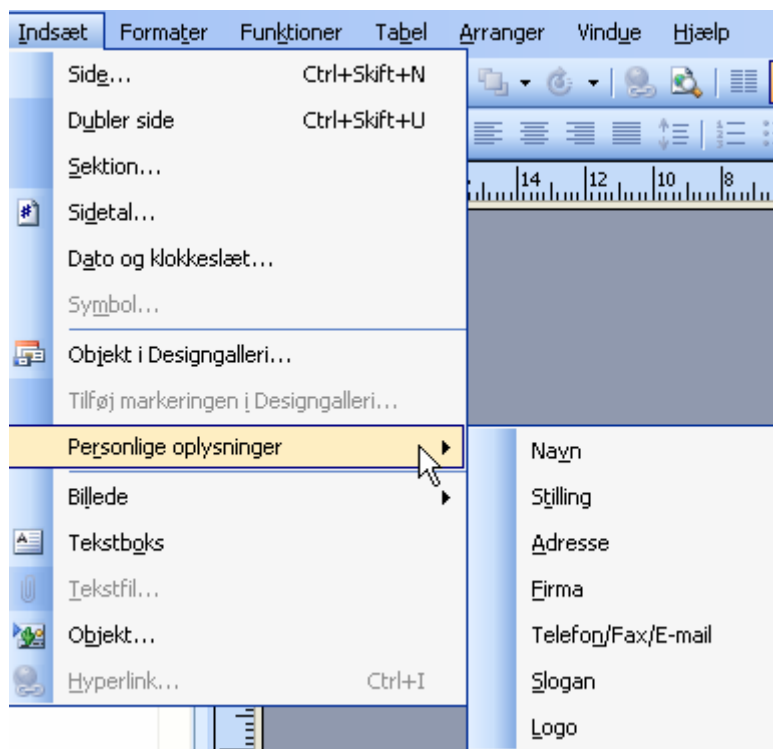 Indsæt Formater Funktioner Tabel Arranger Vindue Hjælp
Side... Ctrl+Skift+N
Dubler side Ctrl+Skift+U
Sektion...
14 12 10 8
Sidetal...
Dato og klokkeslæt...
Symbol...
Objekt i Designgalleri...
Tilføj markeringen i Designgalleri...
Personlige oplysninger
Navn
Billede
Stilling
Tekstboks
Adresse
Tekstfil...
Firma
Objekt...
Telefon/Fax/E-mail
Hyperlink... Ctrl+I
Slogan
Logo